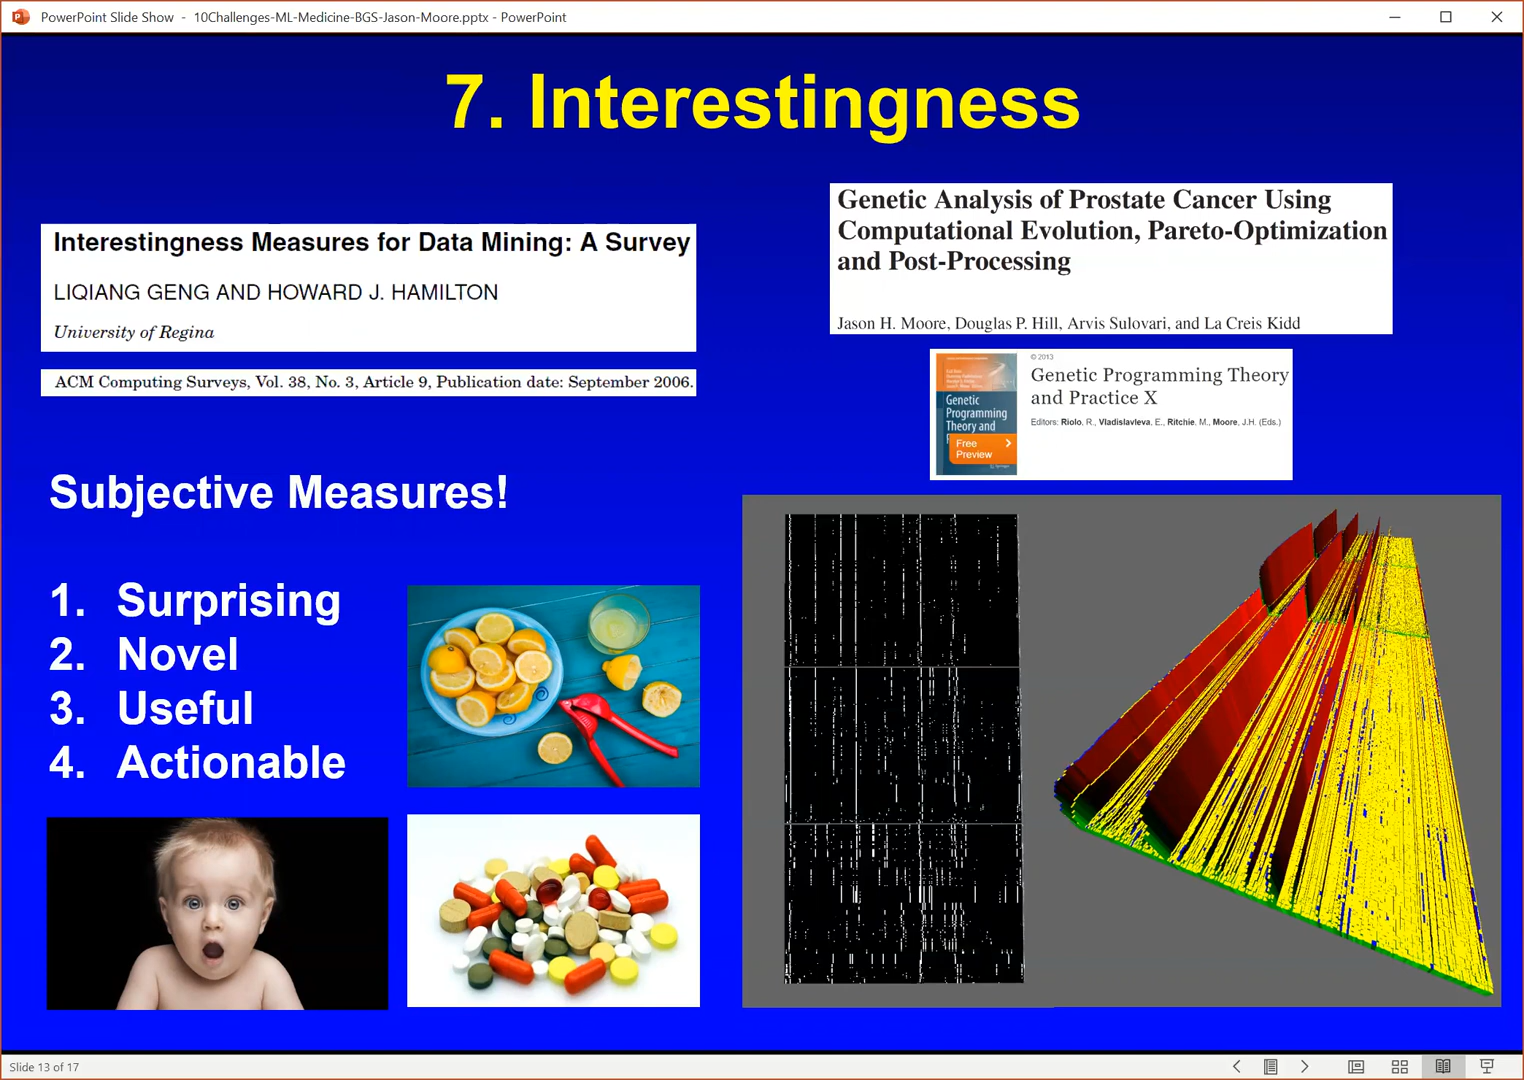 PowerPoint Slide Show - 10Challenges-ML-Medicine-BGS-Jason-Moore.pptx - PowerPoint
7. Interestingness
Interestingness Measures for Data Mining: A Survey
LIQIANG GENG AND HOWARD J. HAMILTON
University of Regina
ACM Computing Surveys, Vol. 38, No. 3, Article 9, Publication date: September 2006.
Subjective Measures!
1. Surprising
2. Novel
3. Useful
4. Actionable
Genetic Analysis of Prostate Cancer Using
Computational Evolution, Pareto-Optimization
and Post-Processing
Jason H. Moore, Douglas P. Hill, Arvis Sulovari, and La Creis Kidd
Genetic
Programming
Theory and
Free
Preview
© 2013
Genetic Programming Theory
and Practice X
Editors: Riolo, R., Vladislavleva, E., Ritchie, M., Moore, J.H. (Eds.)
Slide 13 of 17